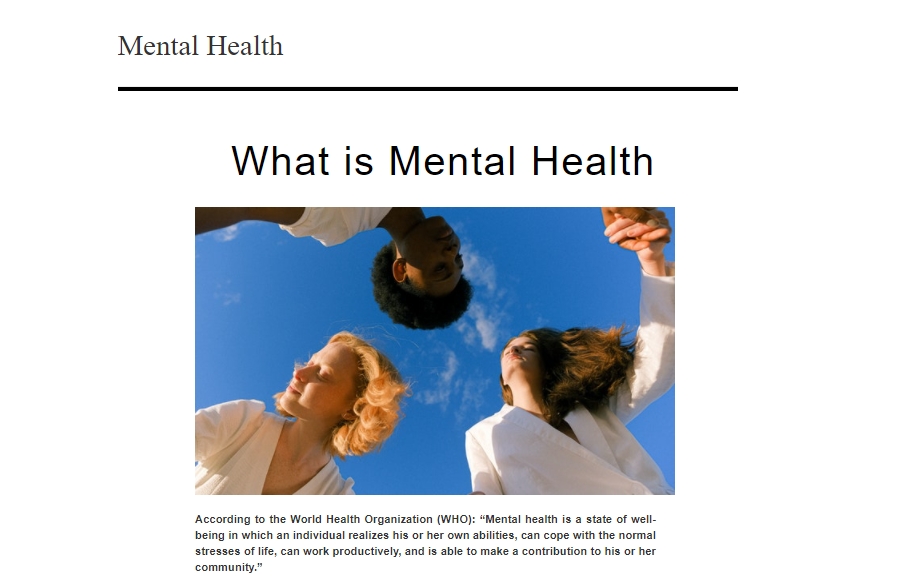 Mental Health
What is Mental Health
According to the World Health Organization (WHO): “Mental health is a state of well-
being in which an individual realizes his or her own abilities, can cope with the normal
stresses of life, can work productively, and is able to make a contribution to his or her
community.”